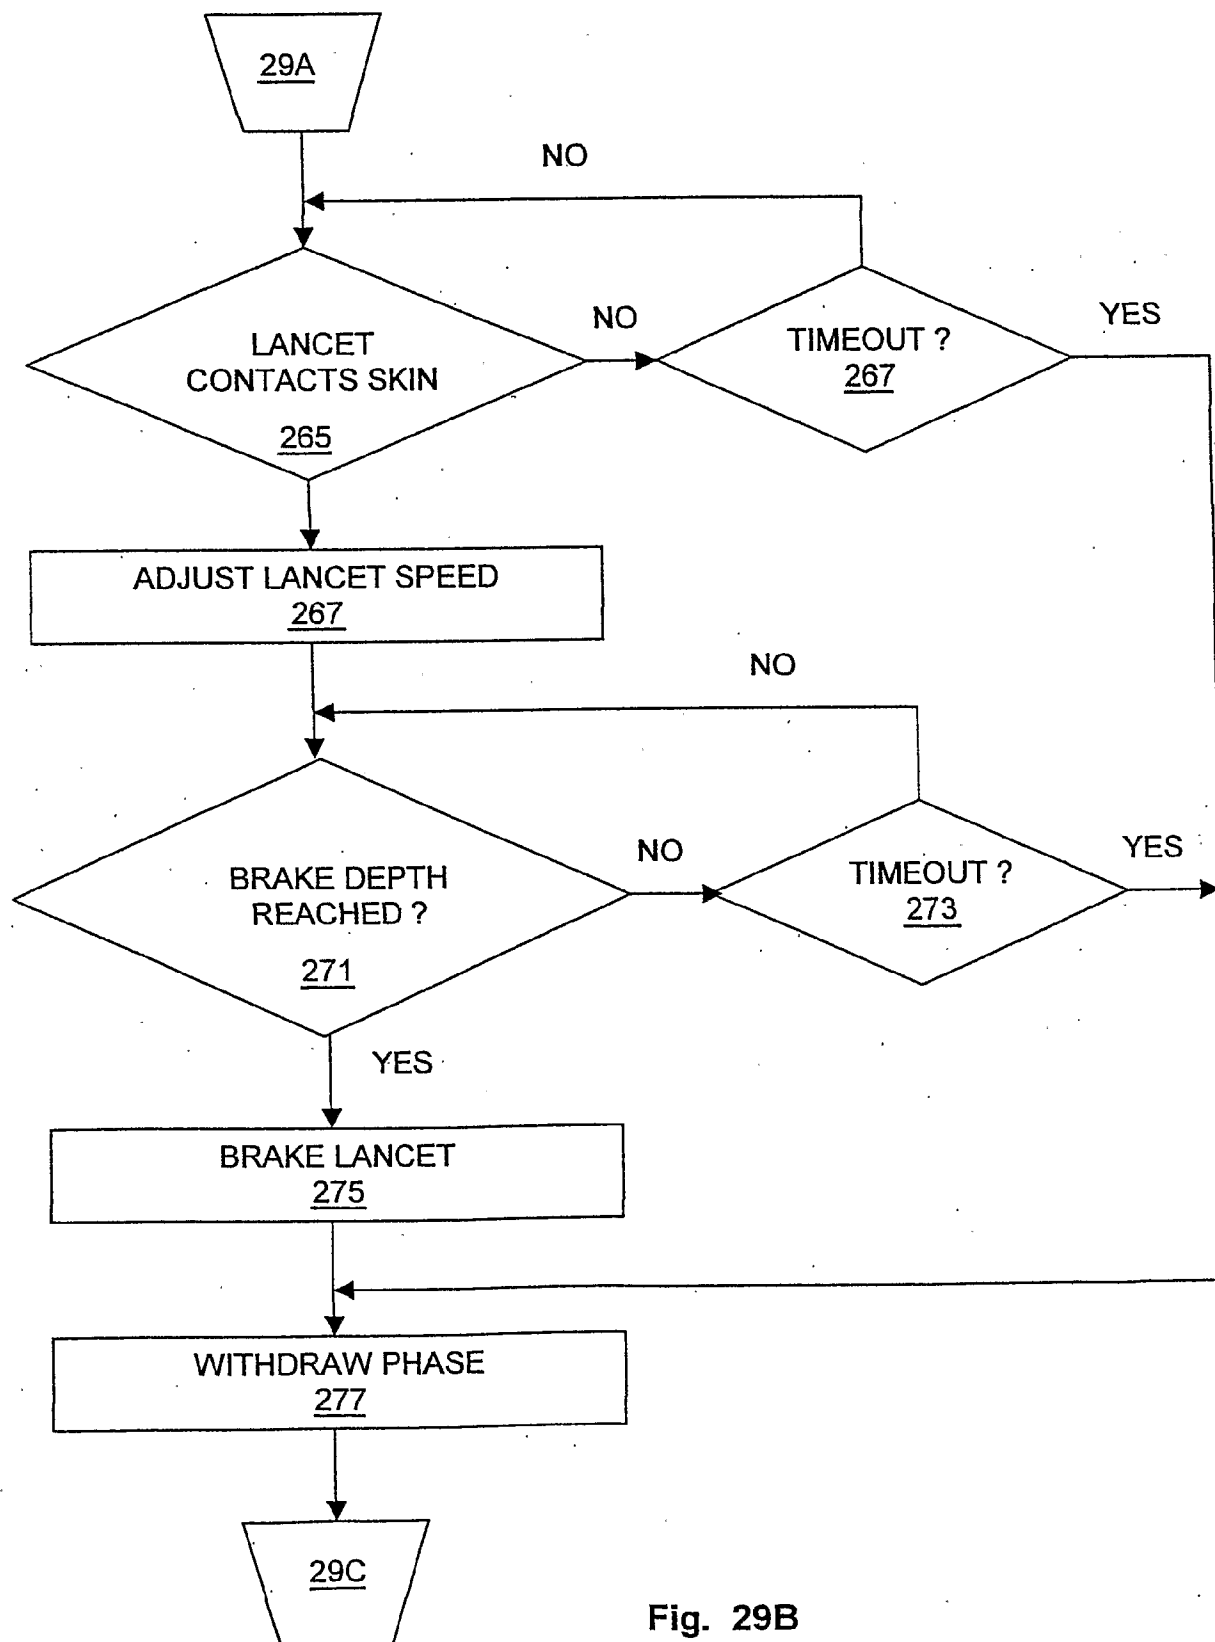 29A
NO
LANCET
CONTACTS SKIN
265
NO
TIMEOUT ?
267
YES
ADJUST LANCET SPEED
267
NO
BRAKE DEPTH
REACHED ?
271
NO
TIMEOUT ?
273
YES
YES
BRAKE LANCET
275
WITHDRAW PHASE
277
29C
Fig. 29B